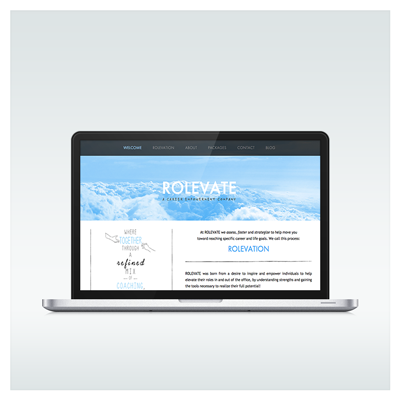 WELCOME ROLEVATION ABOUT PACKAGES CONTACT BLOG
ROLEVATE
A CAREER EMPOWERMENT COMPANY
WHERE
TOGETHER
THROUGH
A
refined
MIX
OF
COACHING,
At ROLEVATE we assess, foster and strategize to help move you
toward reaching specific career and life goals. We call this process:
ROLEVATION
ROLEVATE was born from a desire to inspire and empower individuals to help
elevate their roles in and out of the office, by understanding strengths and gaining
the tools necessary to realize their full potential!